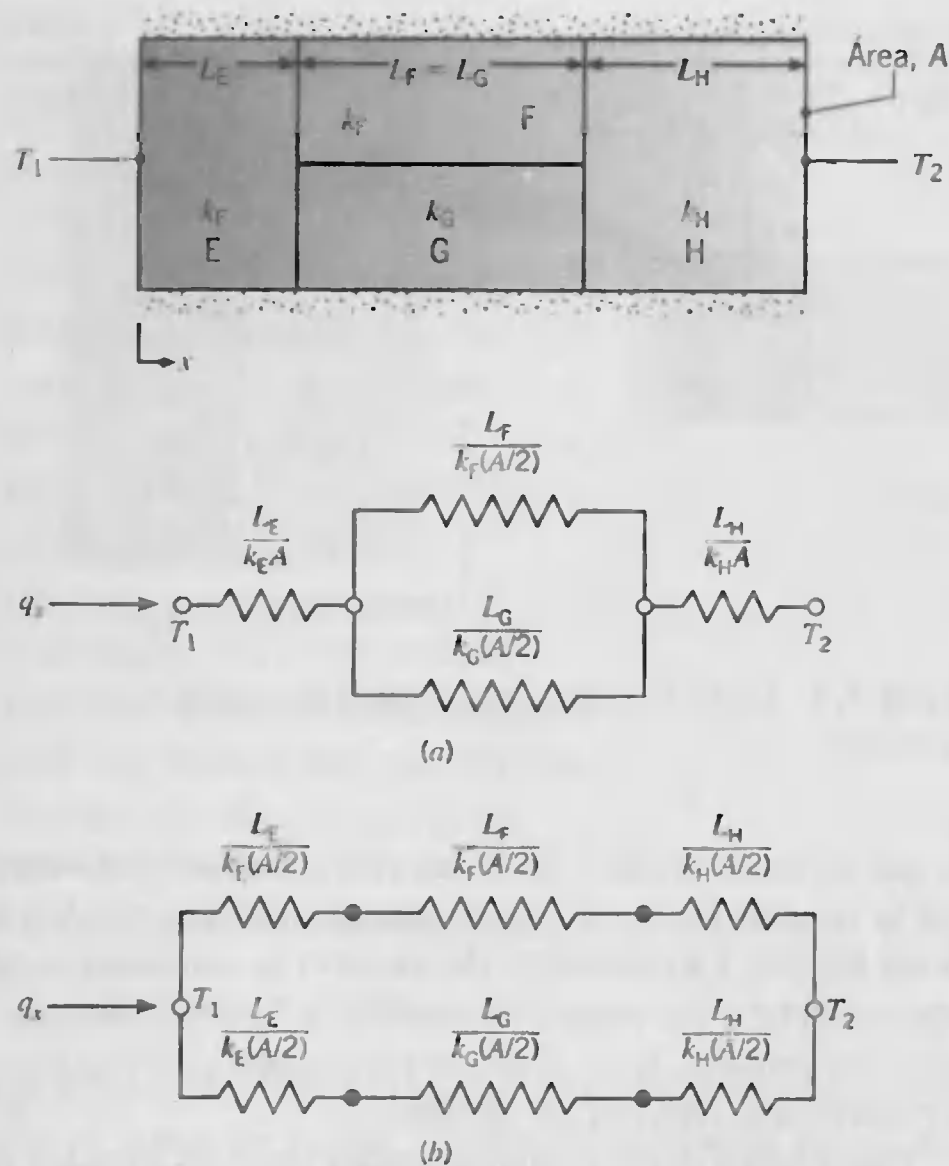 L_E L_F = L_G L_H
Área, A
k_F F
T_1 T_2
k_F k_G k_H
E G H
x
L_F
k_F(A/2)
L_E L_H
k_E A k_H A
q_x
T_1 T_2
L_G
k_G(A/2)
(a)
L_E L_F L_H
k_E(A/2) k_F(A/2) k_H(A/2)
q_x T_1 T_2
L_E L_G L_H
k_E(A/2) k_G(A/2) k_H(A/2)
(b)